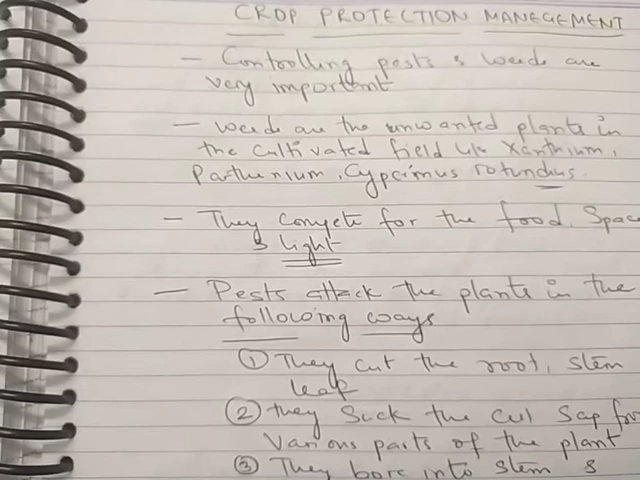 CROP PROTECTION MANEGEMENT
- Controlling pests & weeds are
very important
- weeds are the unwanted plants in
the cultivated field like Xanthium,
Parthenium, Cyperinus rotundus.
- They compete for the food, Space
& light
- Pests attack the plants in the
following ways
① They cut the root, stem
leaf
② they Suck the cul Sap from
Various parts of the plant
③ They bore into stem &